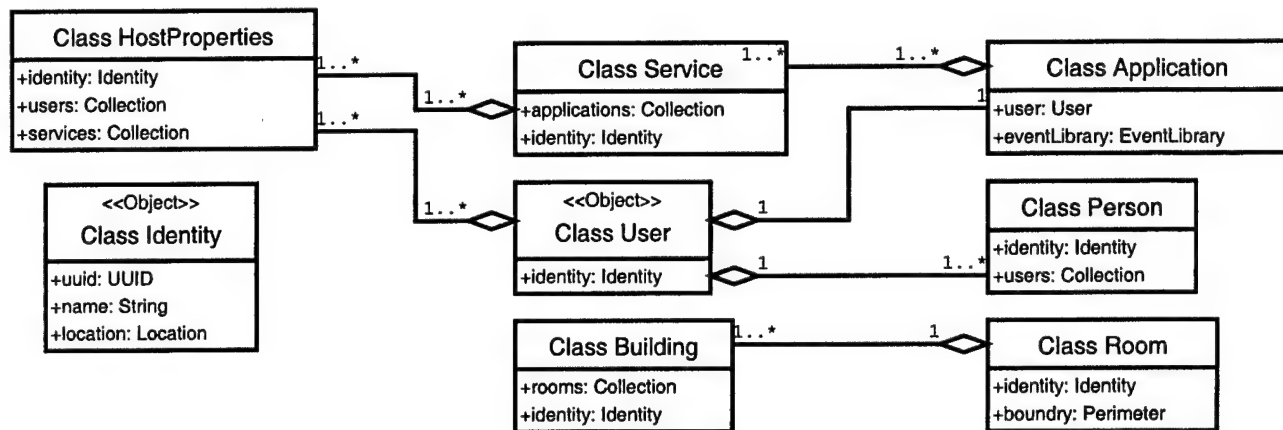 Class HostProperties
+identity: Identity
+users: Collection
+services: Collection
1..*
1..*
1..*
1..*
Class Service
+applications: Collection
+identity: Identity
1..*
1..*
Class Application
+user: User
+eventLibrary: EventLibrary
1
<<Object>>
Class Identity
+uuid: UUID
+name: String
+location: Location
<<Object>>
Class User
+identity: Identity
1
1
1..*
Class Person
+identity: Identity
+users: Collection
Class Building
+rooms: Collection
+identity: Identity
1..*
1
Class Room
+identity: Identity
+boundry: Perimeter